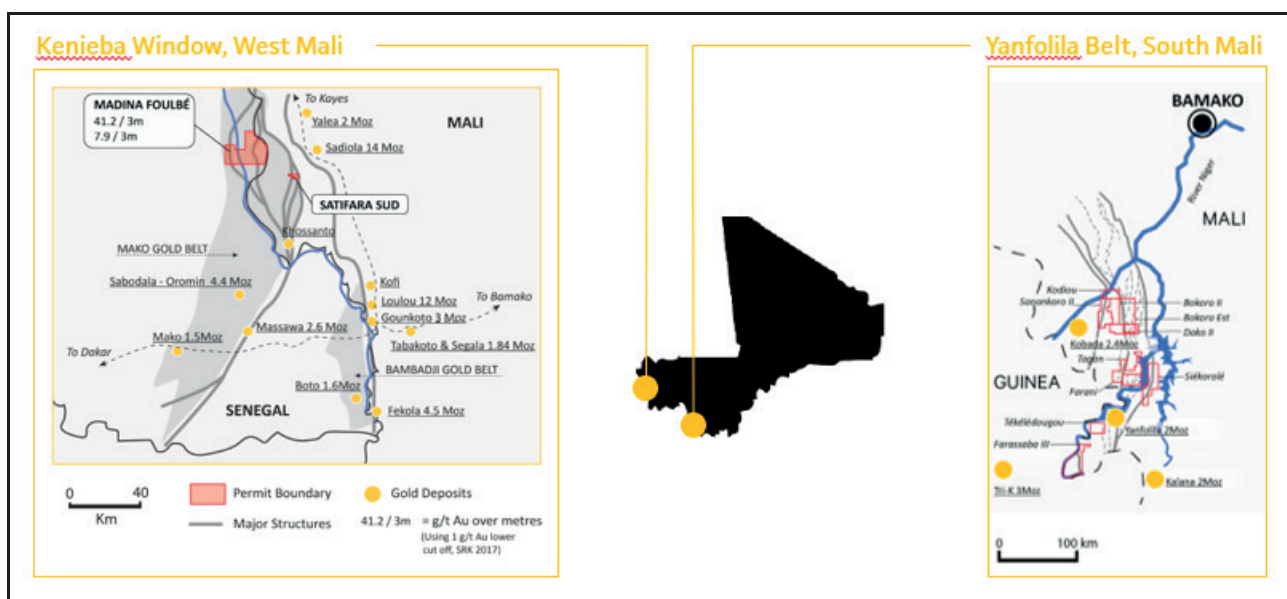 Kenieba Window, West Mali
Yanfolila Belt, South Mali
MADINA FOULBÉ
41.2 / 3m
7.9 / 3m
To Kayes
Yalea 2 Moz
MALI
Sadiola 14 Moz
SATIFARA SUD
Khossanto
MAKO GOLD BELT
Sabodala - Oromin 4.4 Moz
Kofi
Loulou 12 Moz
To Bamako
Gounkoto 3 Moz
Massawa 2.6 Moz
Mako 1.5Moz
Tabakoto & Segala 1.84 Moz
To Dakar
BAMBADJI GOLD BELT
Boto 1.6Moz
SENEGAL
Fekola 4.5 Moz
0 40
Km
Permit Boundary
Gold Deposits
Major Structures
41.2 / 3m = g/t Au over metres
(Using 1 g/t Au lower
cut off, SRK 2017)
BAMAKO
River Niger
MALI
Kodiou
Sanankoro II
Bokoro II
Bokoro Est
Dako II
Kobada 2.4Moz
Tagan
GUINEA
Farani
Siékorolé
Tékélédougou
Yanfolila 2Moz
Farassaba III
Tri-K 3Moz
Kalana 2Moz
0 100 km